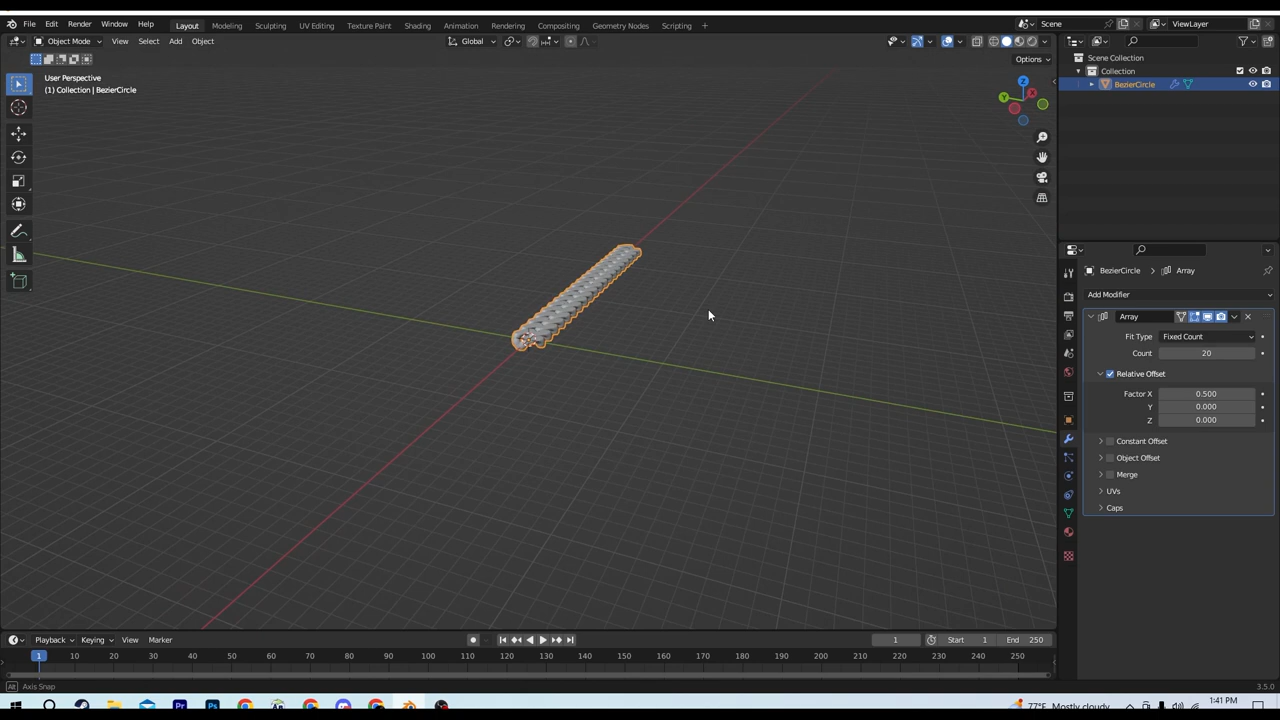 File Edit Render Window Help Layout Modeling Sculpting UV Editing Texture Paint Shading Animation Rendering Compositing Geometry Nodes Scripting + Scene ViewLayer
Object Mode View Select Add Object Global
Options
User Perspective
(1) Collection | BezierCircle
Z
Y
X
Scene Collection
Collection
BezierCircle
BezierCircle > Array
Add Modifier
Array
Fit Type Fixed Count
Count 20
Relative Offset
Factor X 0.500
Y 0.000
Z 0.000
Constant Offset
Object Offset
Merge
UVs
Caps
Playback Keying View Marker 1 Start 1 End 250
1 10 20 30 40 50 60 70 80 90 100 110 120 130 140 150 160 170 180 190 200 210 220 230 240 250
Alt Axis Snap 3.5.0
Pr Ps 77°F Mostly cloudy 1:41 PM